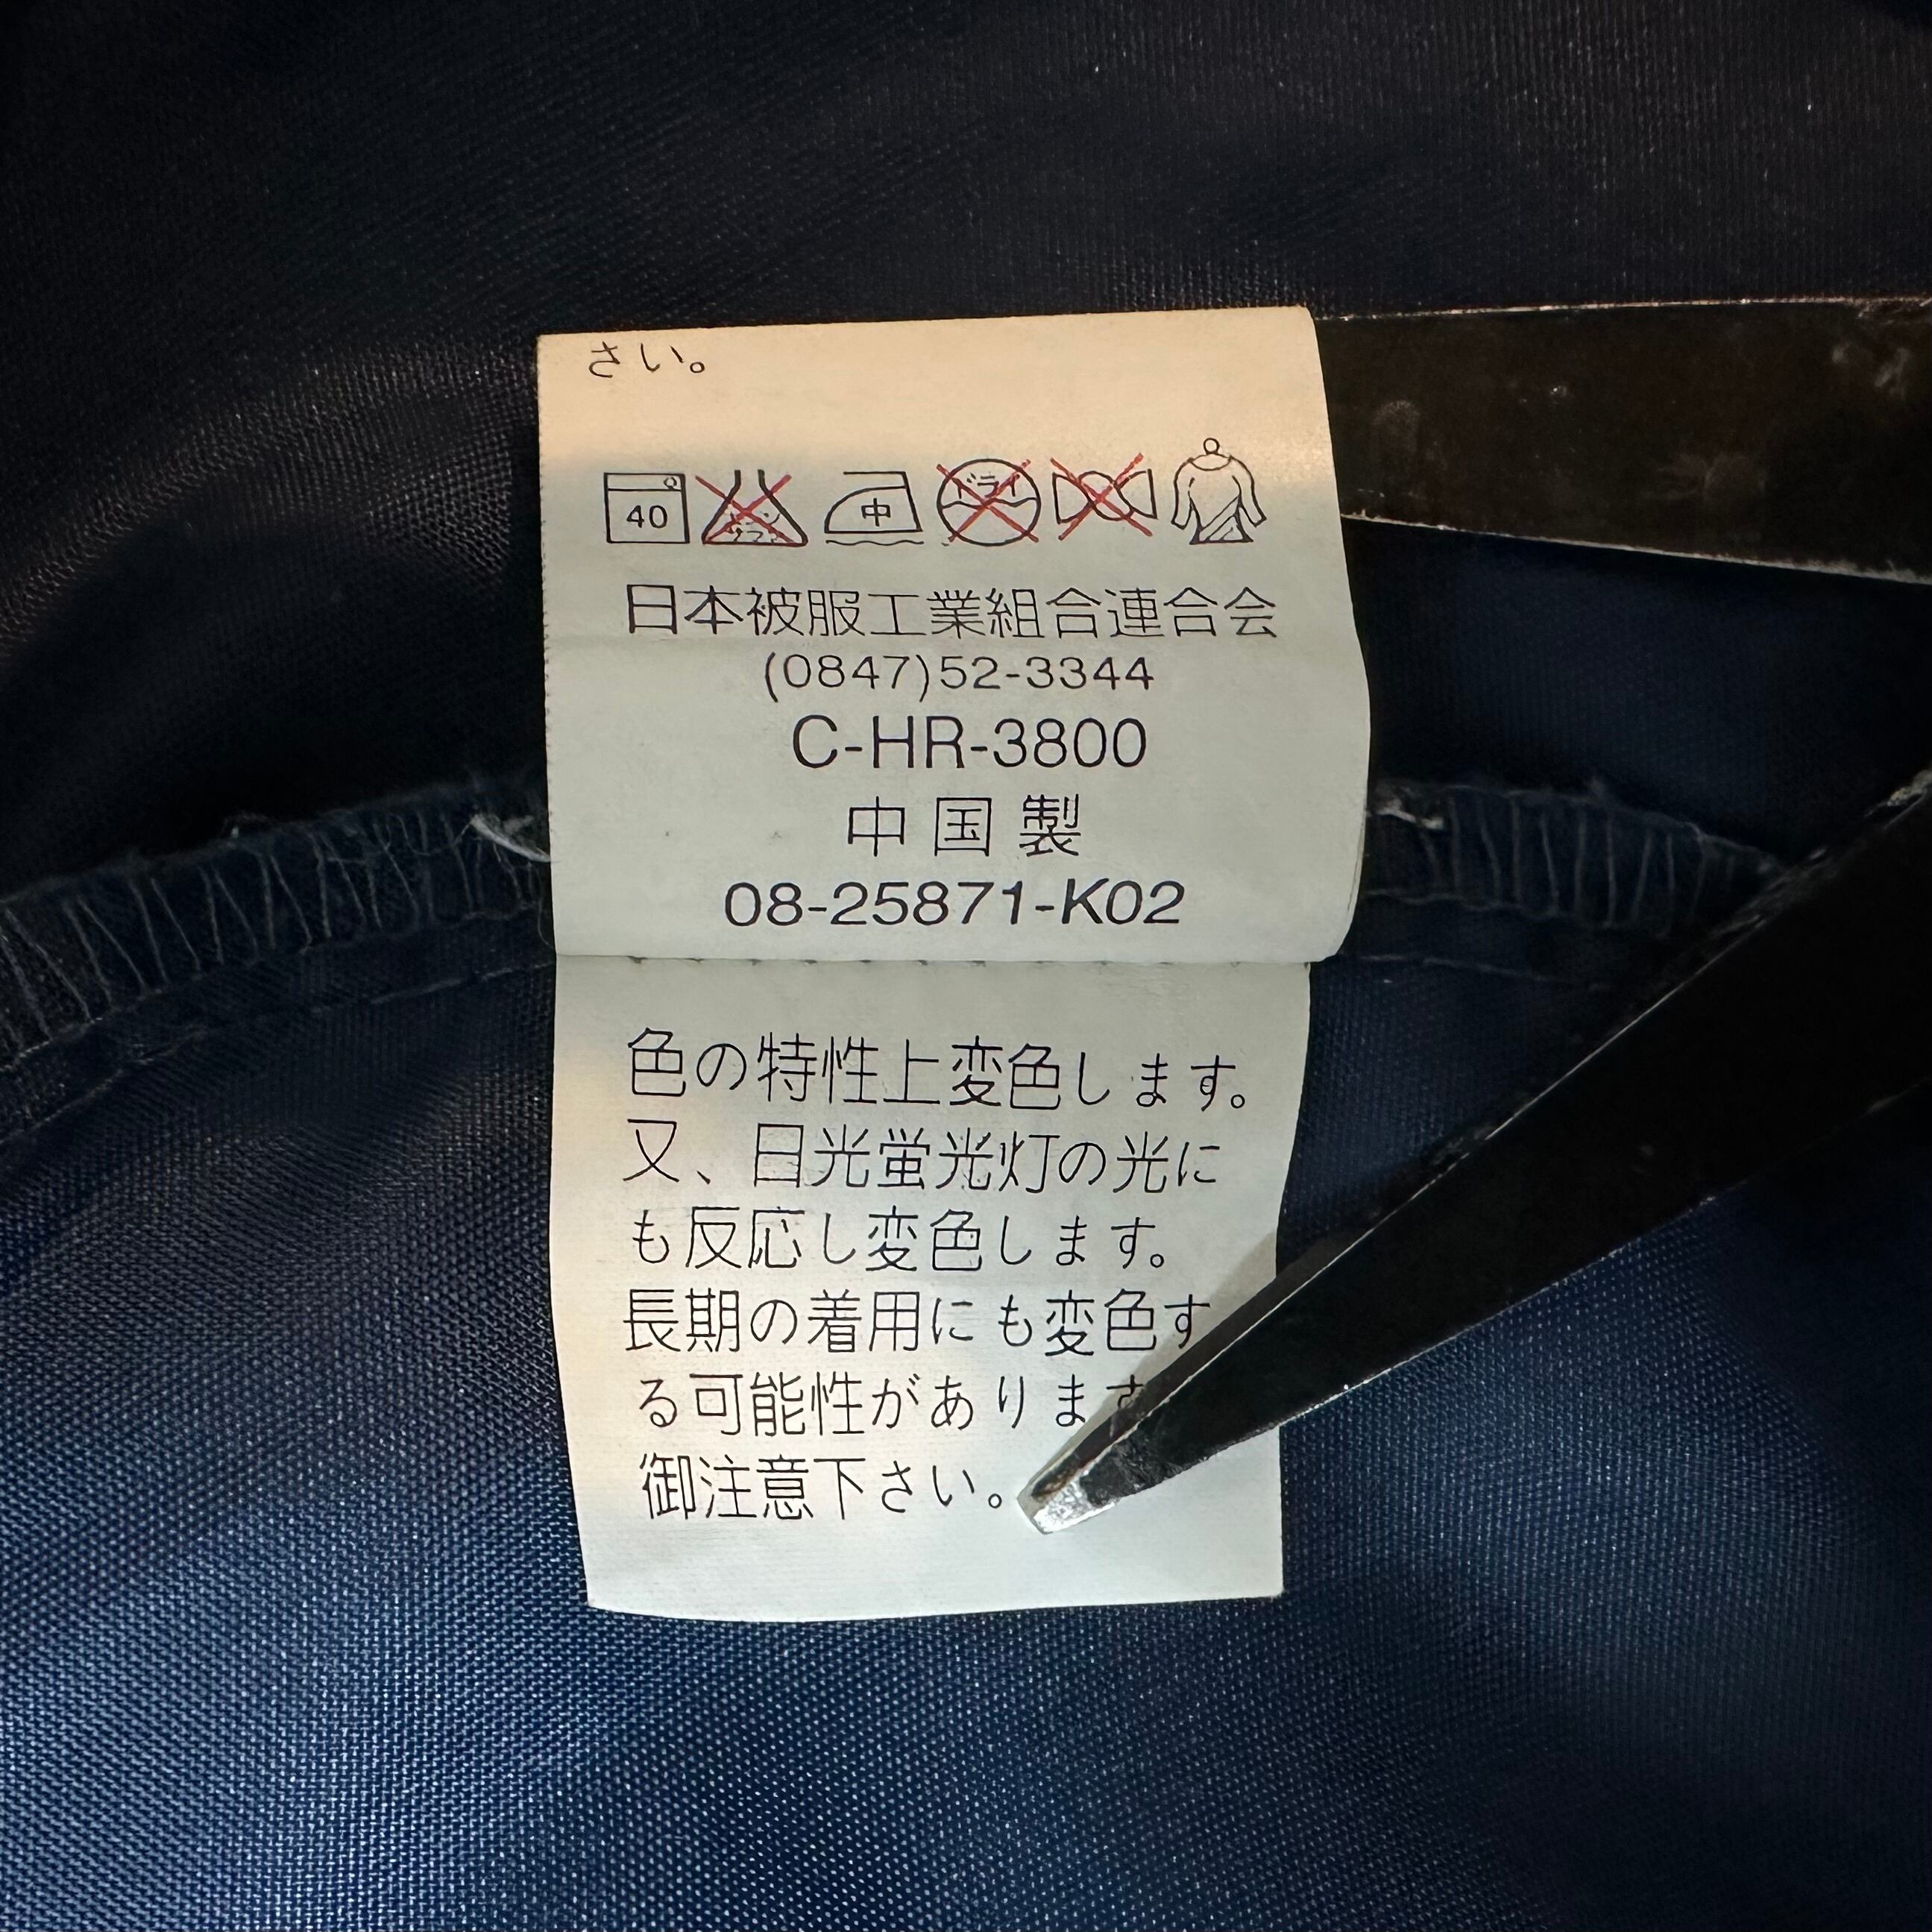 さい。
40 中 ドライ
日本被服工業組合連合会
(0847)52-3344
C-HR-3800
中国製
08-25871-K02
色の特性上変色します。
又、日光蛍光灯の光に
も反応し変色します。
長期の着用にも変色す
る可能性があります
御注意下さい。